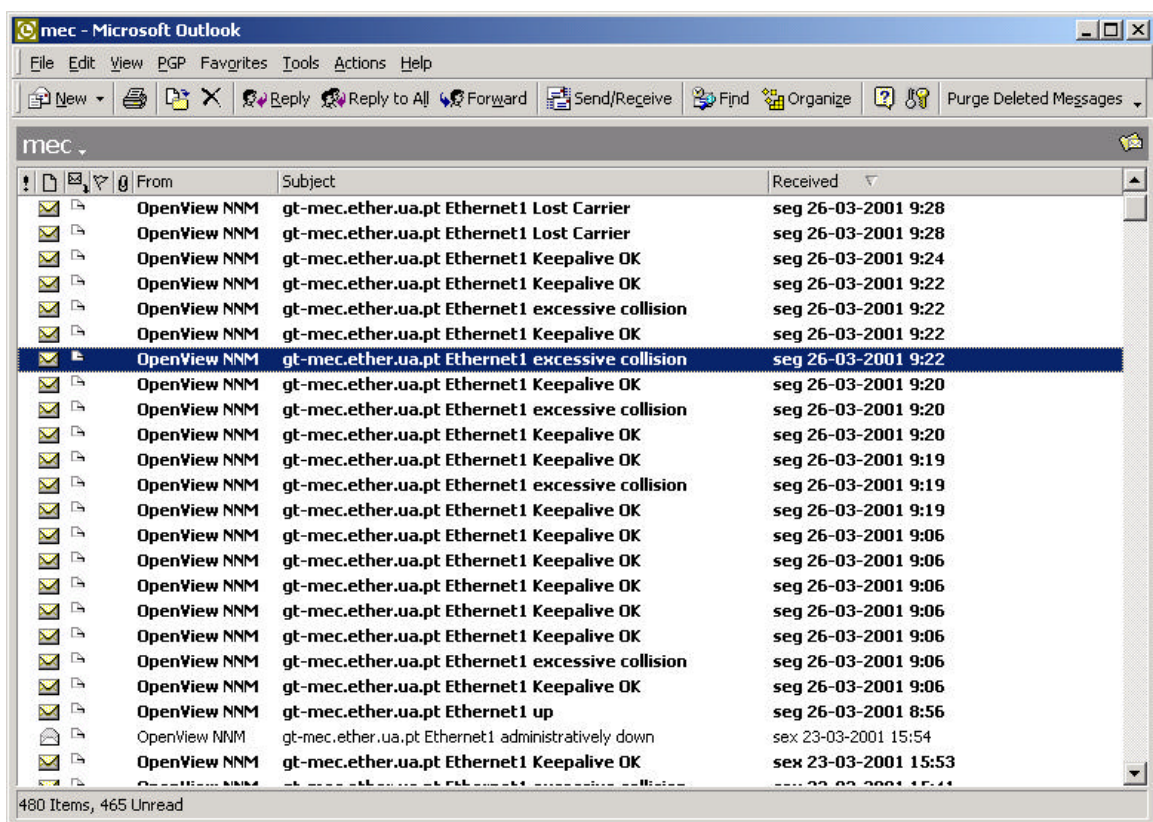 mec - Microsoft Outlook
File Edit View PGP Favorites Tools Actions Help
New Reply Reply to All Forward Send/Receive Find Organize Purge Deleted Messages
mec
! From Subject Received
OpenView NNM gt-mec.ether.ua.pt Ethernet1 Lost Carrier seg 26-03-2001 9:28
OpenView NNM gt-mec.ether.ua.pt Ethernet1 Lost Carrier seg 26-03-2001 9:28
OpenView NNM gt-mec.ether.ua.pt Ethernet1 Keepalive OK seg 26-03-2001 9:24
OpenView NNM gt-mec.ether.ua.pt Ethernet1 Keepalive OK seg 26-03-2001 9:22
OpenView NNM gt-mec.ether.ua.pt Ethernet1 excessive collision seg 26-03-2001 9:22
OpenView NNM gt-mec.ether.ua.pt Ethernet1 Keepalive OK seg 26-03-2001 9:22
OpenView NNM gt-mec.ether.ua.pt Ethernet1 excessive collision seg 26-03-2001 9:22
OpenView NNM gt-mec.ether.ua.pt Ethernet1 Keepalive OK seg 26-03-2001 9:20
OpenView NNM gt-mec.ether.ua.pt Ethernet1 excessive collision seg 26-03-2001 9:20
OpenView NNM gt-mec.ether.ua.pt Ethernet1 Keepalive OK seg 26-03-2001 9:20
OpenView NNM gt-mec.ether.ua.pt Ethernet1 Keepalive OK seg 26-03-2001 9:19
OpenView NNM gt-mec.ether.ua.pt Ethernet1 excessive collision seg 26-03-2001 9:19
OpenView NNM gt-mec.ether.ua.pt Ethernet1 Keepalive OK seg 26-03-2001 9:19
OpenView NNM gt-mec.ether.ua.pt Ethernet1 Keepalive OK seg 26-03-2001 9:06
OpenView NNM gt-mec.ether.ua.pt Ethernet1 Keepalive OK seg 26-03-2001 9:06
OpenView NNM gt-mec.ether.ua.pt Ethernet1 Keepalive OK seg 26-03-2001 9:06
OpenView NNM gt-mec.ether.ua.pt Ethernet1 Keepalive OK seg 26-03-2001 9:06
OpenView NNM gt-mec.ether.ua.pt Ethernet1 Keepalive OK seg 26-03-2001 9:06
OpenView NNM gt-mec.ether.ua.pt Ethernet1 excessive collision seg 26-03-2001 9:06
OpenView NNM gt-mec.ether.ua.pt Ethernet1 Keepalive OK seg 26-03-2001 9:06
OpenView NNM gt-mec.ether.ua.pt Ethernet1 up seg 26-03-2001 8:56
OpenView NNM gt-mec.ether.ua.pt Ethernet1 administratively down sex 23-03-2001 15:54
OpenView NNM gt-mec.ether.ua.pt Ethernet1 Keepalive OK sex 23-03-2001 15:53
480 Items, 465 Unread